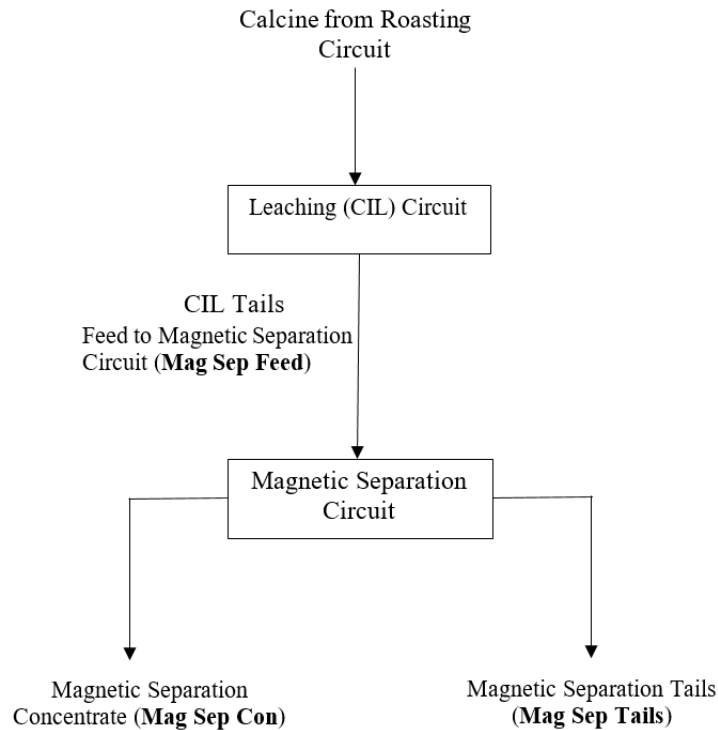 Calcine from Roasting
Circuit
Leaching (CIL) Circuit
CIL Tails
Feed to Magnetic Separation
Circuit (Mag Sep Feed)
Magnetic Separation
Circuit
Magnetic Separation
Concentrate (Mag Sep Con)
Magnetic Separation Tails
(Mag Sep Tails)